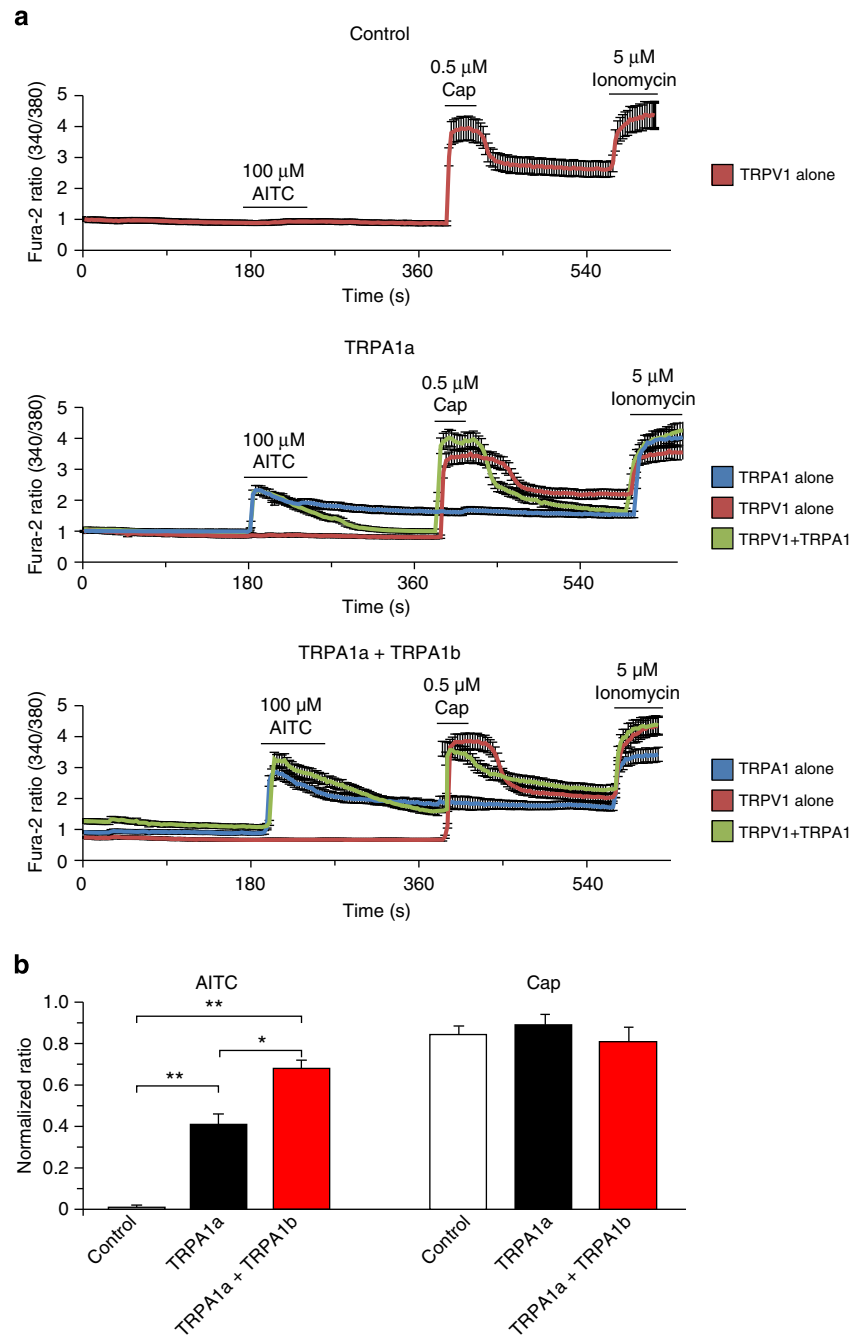 a
Control
0.5 μM
Cap
5 μM
Ionomycin
100 μM
AITC
Fura-2 ratio (340/380)
5
4
3
2
1
0
0 180 360 540
Time (s)
TRPV1 alone
TRPA1a
0.5 μM
Cap
5 μM
Ionomycin
100 μM
AITC
Fura-2 ratio (340/380)
5
4
3
2
1
0
0 180 360 540
Time (s)
TRPA1 alone
TRPV1 alone
TRPV1+TRPA1
TRPA1a + TRPA1b
0.5 μM
Cap
5 μM
Ionomycin
100 μM
AITC
Fura-2 ratio (340/380)
5
4
3
2
1
0
0 180 360 540
Time (s)
TRPA1 alone
TRPV1 alone
TRPV1+TRPA1
b
AITC Cap
Normalized ratio
1.0
0.8
0.6
0.4
0.2
0
**
*
**
Control
TRPA1a
TRPA1a + TRPA1b
Control
TRPA1a
TRPA1a + TRPA1b